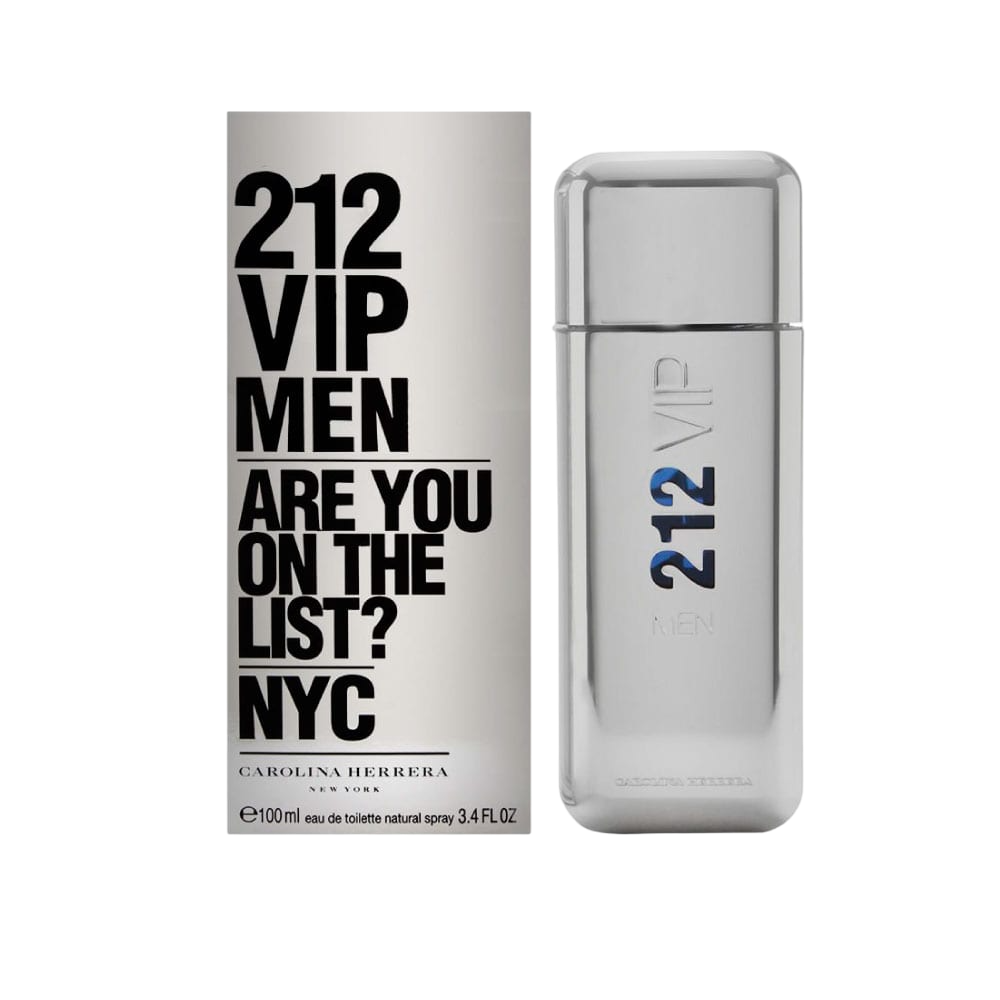 212
VIP
MEN
ARE YOU
ON THE
LIST?
NYC
CAROLINA HERRERA
NEW YORK
℮100 ml eau de toilette natural spray 3.4 FL OZ
MEN 212 VIP
CAROLINA HERRERA